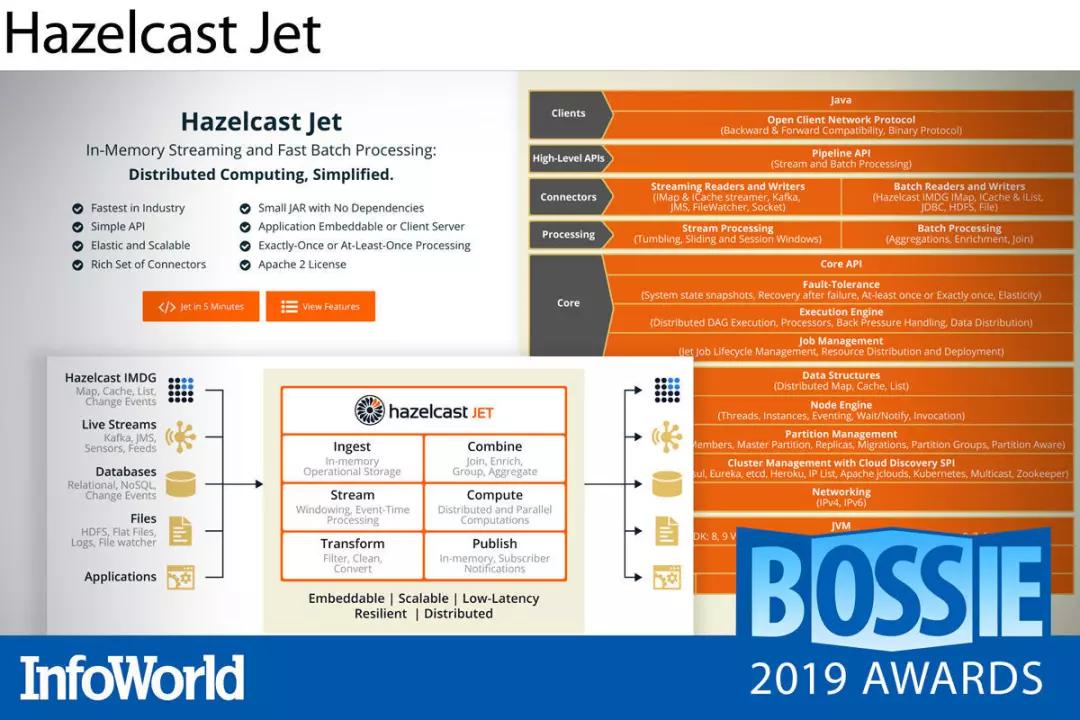 Hazelcast Jet
Hazelcast Jet
In-Memory Streaming and Fast Batch Processing:
Distributed Computing, Simplified.
Fastest in Industry
Simple API
Elastic and Scalable
Rich Set of Connectors
Small JAR with No Dependencies
Application Embeddable or Client Server
Exactly-Once or At-Least-Once Processing
Apache 2 License
</> Jet in 5 Minutes
View Features
Clients
Java
Open Client Network Protocol
(Backward & Forward Compatibility, Binary Protocol)
High-Level APIs
Pipeline API
(Stream and Batch Processing)
Connectors
Streaming Readers and Writers
(IMap & ICache streamer, Kafka,
JMS, FileWatcher, Socket)
Batch Readers and Writers
(Hazelcast IMDG IMap, ICache & IList,
JDBC, HDFS, File)
Processing
Stream Processing
(Tumbling, Sliding and Session Windows)
Batch Processing
(Aggregations, Enrichment, Join)
Core
Core API
Fault-Tolerance
(System state snapshots, Recovery after failure, At-least once or Exactly once, Elasticity)
Execution Engine
(Distributed DAG Execution, Processors, Back Pressure Handling, Data Distribution)
Job Management
(Jet Job Lifecycle Management, Resource Distribution and Deployment)
Data Structures
(Distributed Map, Cache, List)
Node Engine
(Threads, Instances, Eventing, Wait/Notify, Invocation)
Partition Management
Members, Master Partition, Replicas, Migrations, Partition Groups, Partition Aware)
Cluster Management with Cloud Discovery SPI
Eureka, etcd, Heroku, IP List, Apache jclouds, Kubernetes, Multicast, Zookeeper)
Networking
(IPv4, IPv6)
JVM
8, 9
Hazelcast IMDG
Map, Cache, List,
Change Events
Live Streams
Kafka, JMS,
Sensors, Feeds
Databases
Relational, NoSQL,
Change Events
Files
HDFS, Flat Files,
Logs, File watcher
Applications
hazelcast JET
Ingest
In-memory
Operational Storage
Combine
Join, Enrich,
Group, Aggregate
Stream
Windowing, Event-Time
Processing
Compute
Distributed and Parallel
Computations
Transform
Filter, Clean,
Convert
Publish
In-memory, Subscriber
Notifications
Embeddable | Scalable | Low-Latency
Resilient | Distributed
BOSSIE
2019 AWARDS
InfoWorld